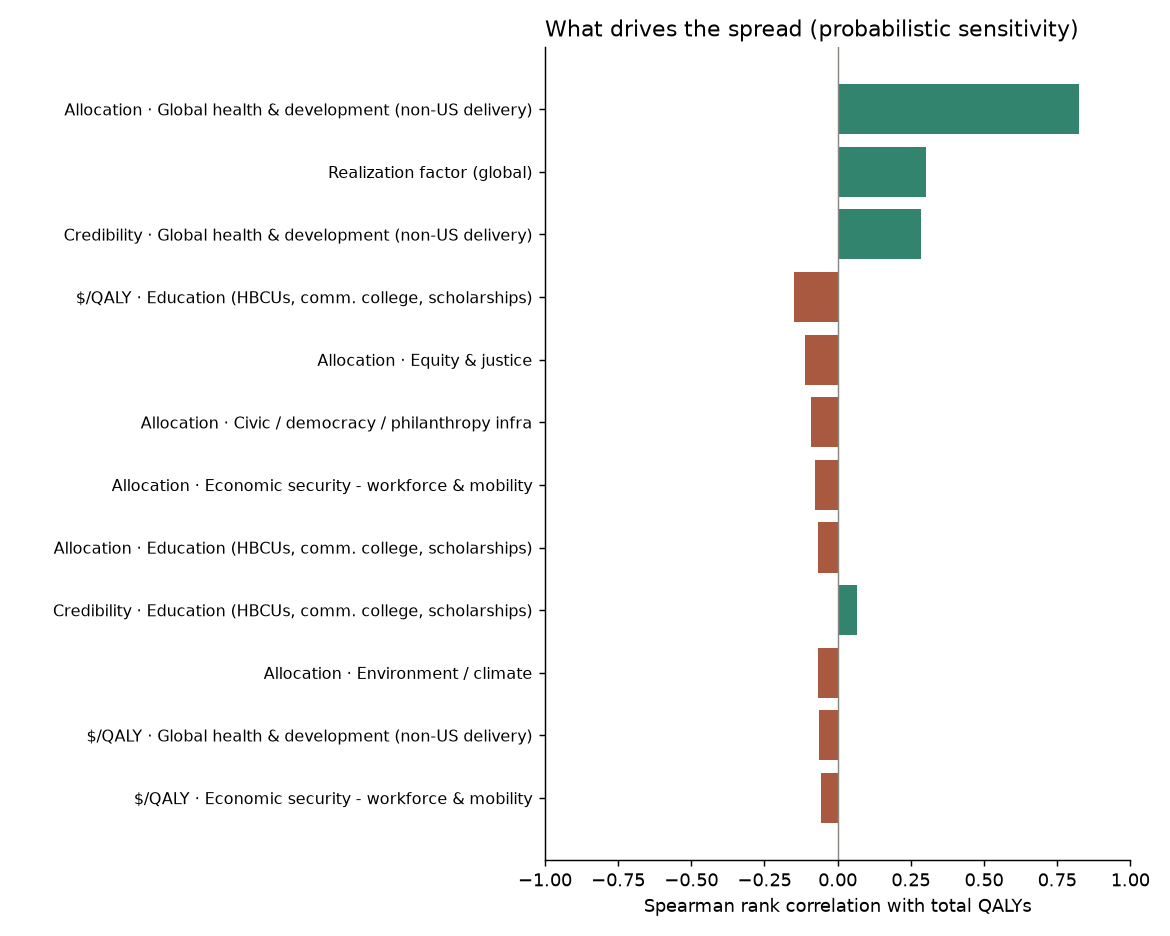 What drives the spread (probabilistic sensitivity)
Allocation · Global health & development (non-US delivery)
Realization factor (global)
Credibility · Global health & development (non-US delivery)
$/QALY · Education (HBCUs, comm. college, scholarships)
Allocation · Equity & justice
Allocation · Civic / democracy / philanthropy infra
Allocation · Economic security - workforce & mobility
Allocation · Education (HBCUs, comm. college, scholarships)
Credibility · Education (HBCUs, comm. college, scholarships)
Allocation · Environment / climate
$/QALY · Global health & development (non-US delivery)
$/QALY · Economic security - workforce & mobility
−1.00 −0.75 −0.50 −0.25 0.00 0.25 0.50 0.75 1.00
Spearman rank correlation with total QALYs